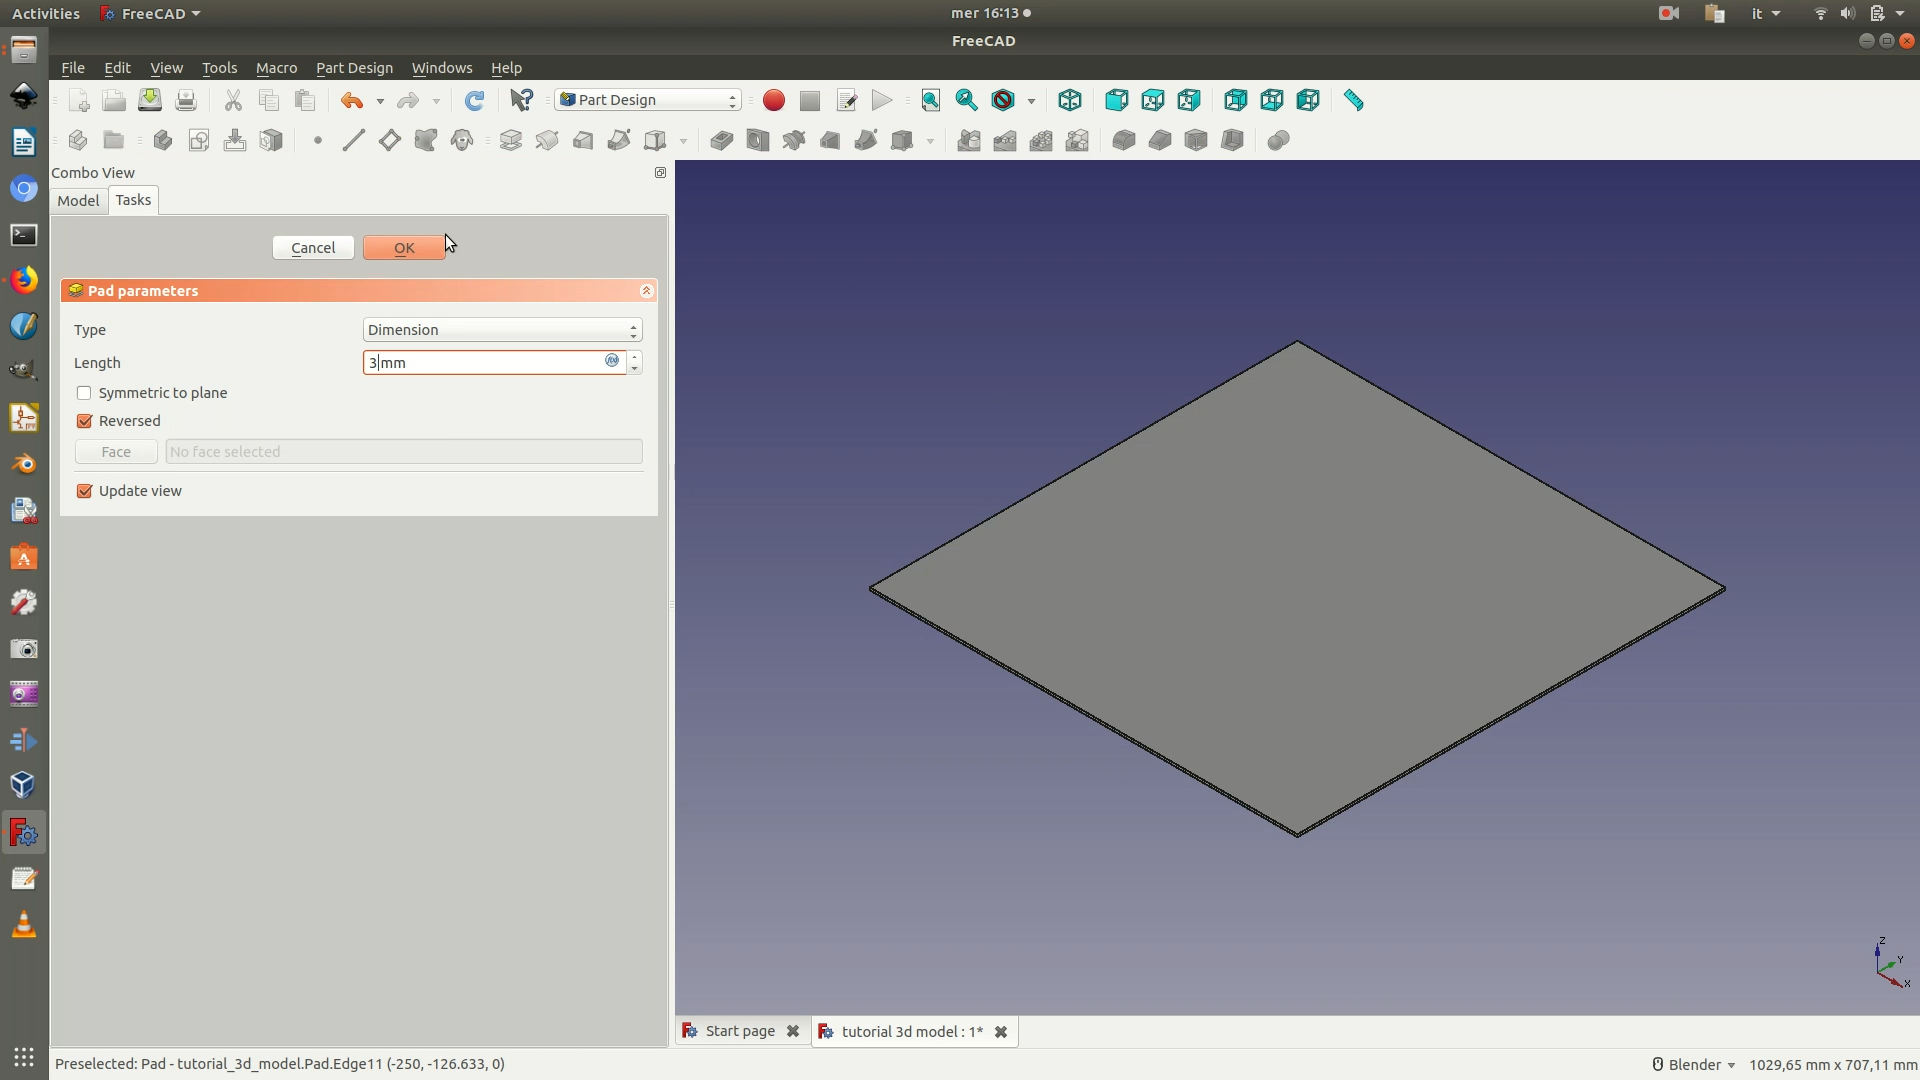 Activities FreeCAD mer 16:13 it
FreeCAD
File Edit View Tools Macro Part Design Windows Help
Part Design
Combo View
Model Tasks
Cancel OK
Pad parameters
Type Dimension
Length 3 mm
Symmetric to plane
Reversed
Face No face selected
Update view
Z
Y
X
Start page tutorial 3d model : 1*
Preselected: Pad - tutorial_3d_model.Pad.Edge11 (-250, -126.633, 0) Blender 1029,65 mm x 707,11 mm